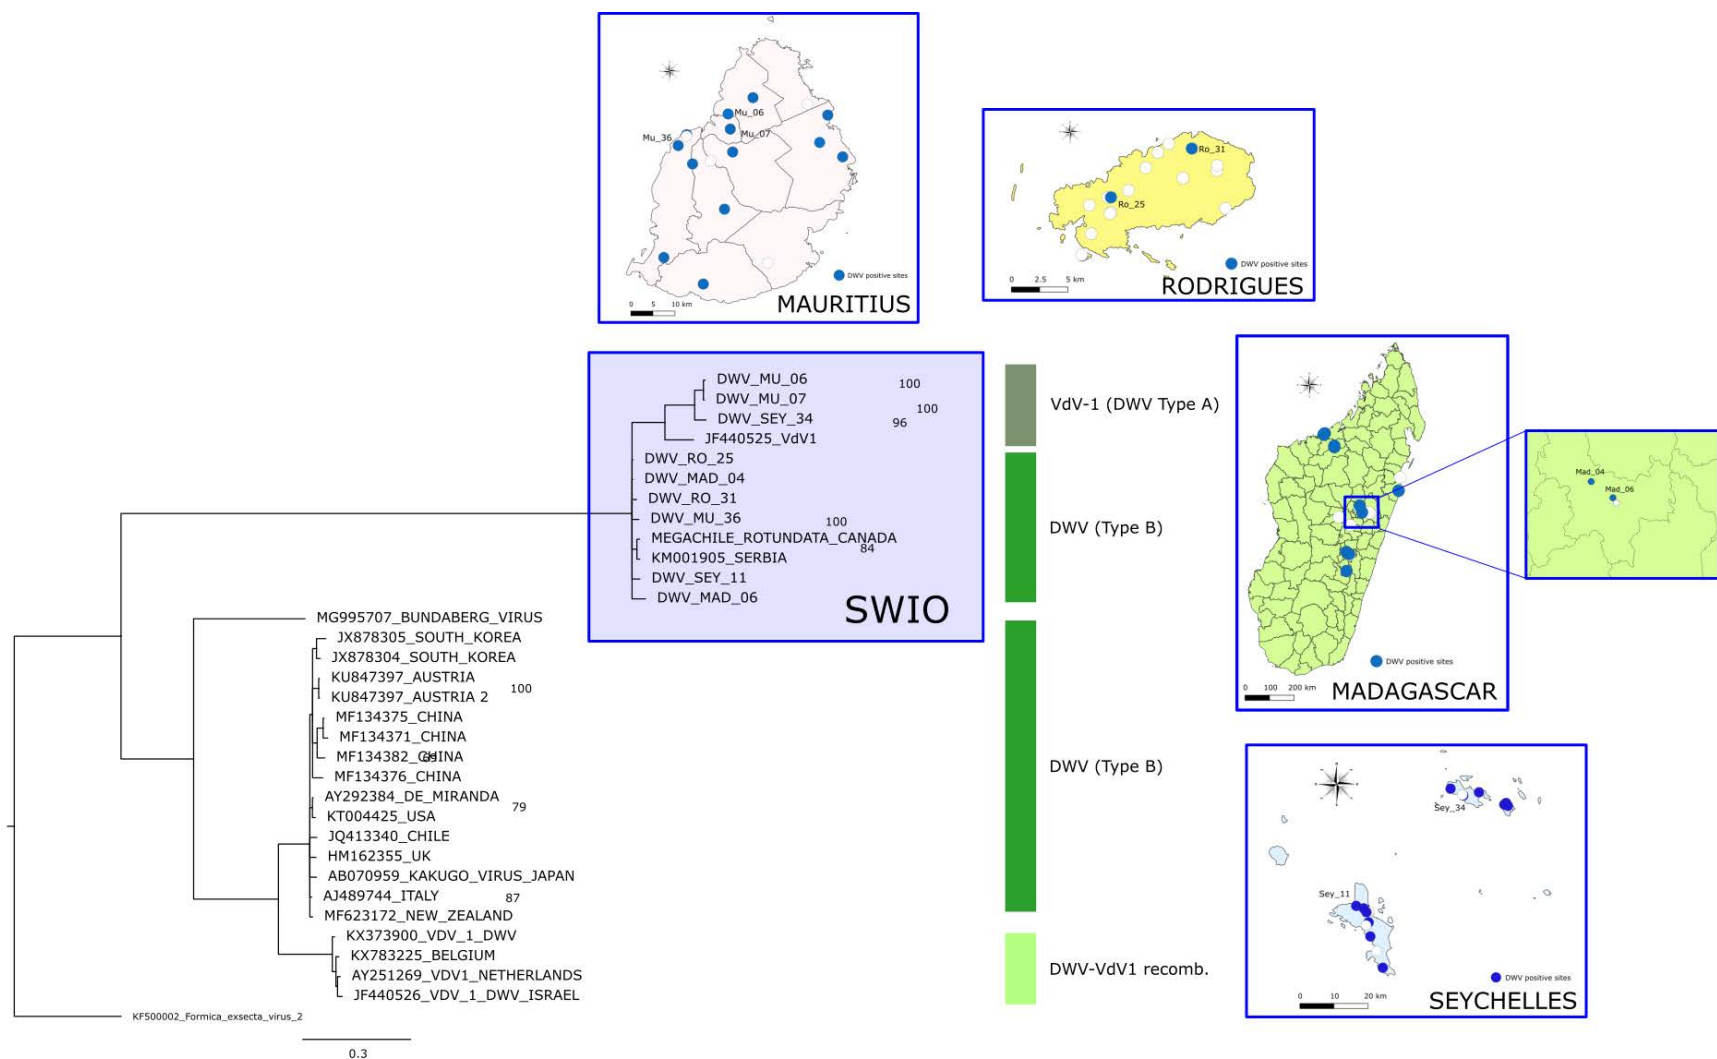 Mu_06
Mu_36
Mu_07
DWV positive sites
0 5 10 km
MAURITIUS
Ro_31
Ro_25
DWV positive sites
0 2.5 5 km
RODRIGUES
DWV_MU_06
100
DWV_MU_07
100
DWV_SEY_34
96
JF440525_VdV1
DWV_RO_25
DWV_MAD_04
DWV_RO_31
DWV_MU_36
100
MEGACHILE_ROTUNDATA_CANADA
84
KM001905_SERBIA
DWV_SEY_11
DWV_MAD_06
SWIO
MG995707_BUNDABERG_VIRUS
JX878305_SOUTH_KOREA
JX878304_SOUTH_KOREA
KU847397_AUSTRIA
100
KU847397_AUSTRIA 2
MF134375_CHINA
MF134371_CHINA
MF134382_CHINA
MF134376_CHINA
AY292384_DE_MIRANDA
79
KT004425_USA
JQ413340_CHILE
HM162355_UK
AB070959_KAKUGO_VIRUS_JAPAN
AJ489744_ITALY
87
MF623172_NEW_ZEALAND
KX373900_VDV_1_DWV
KX783225_BELGIUM
AY251269_VDV1_NETHERLANDS
JF440526_VDV_1_DWV_ISRAEL
KF500002_Formica_exsecta_virus_2
0.3
VdV-1 (DWV Type A)
DWV (Type B)
DWV (Type B)
DWV-VdV1 recomb.
DWV positive sites
0 100 200 km
MADAGASCAR
Mad_04
Mad_06
Sey_34
Sey_11
DWV positive sites
0 10 20 km
SEYCHELLES